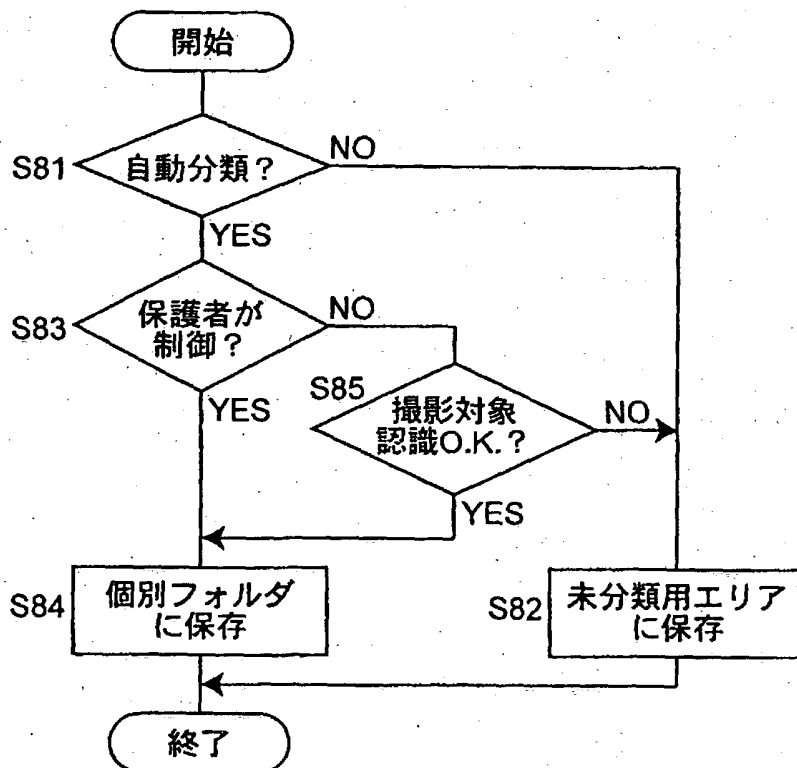 開始
S81
自動分類？
NO
YES
S83
保護者が
制御？
NO
YES
S85
撮影対象
認識O.K.？
NO
YES
S84
個別フォルダ
に保存
S82
未分類用エリア
に保存
終了